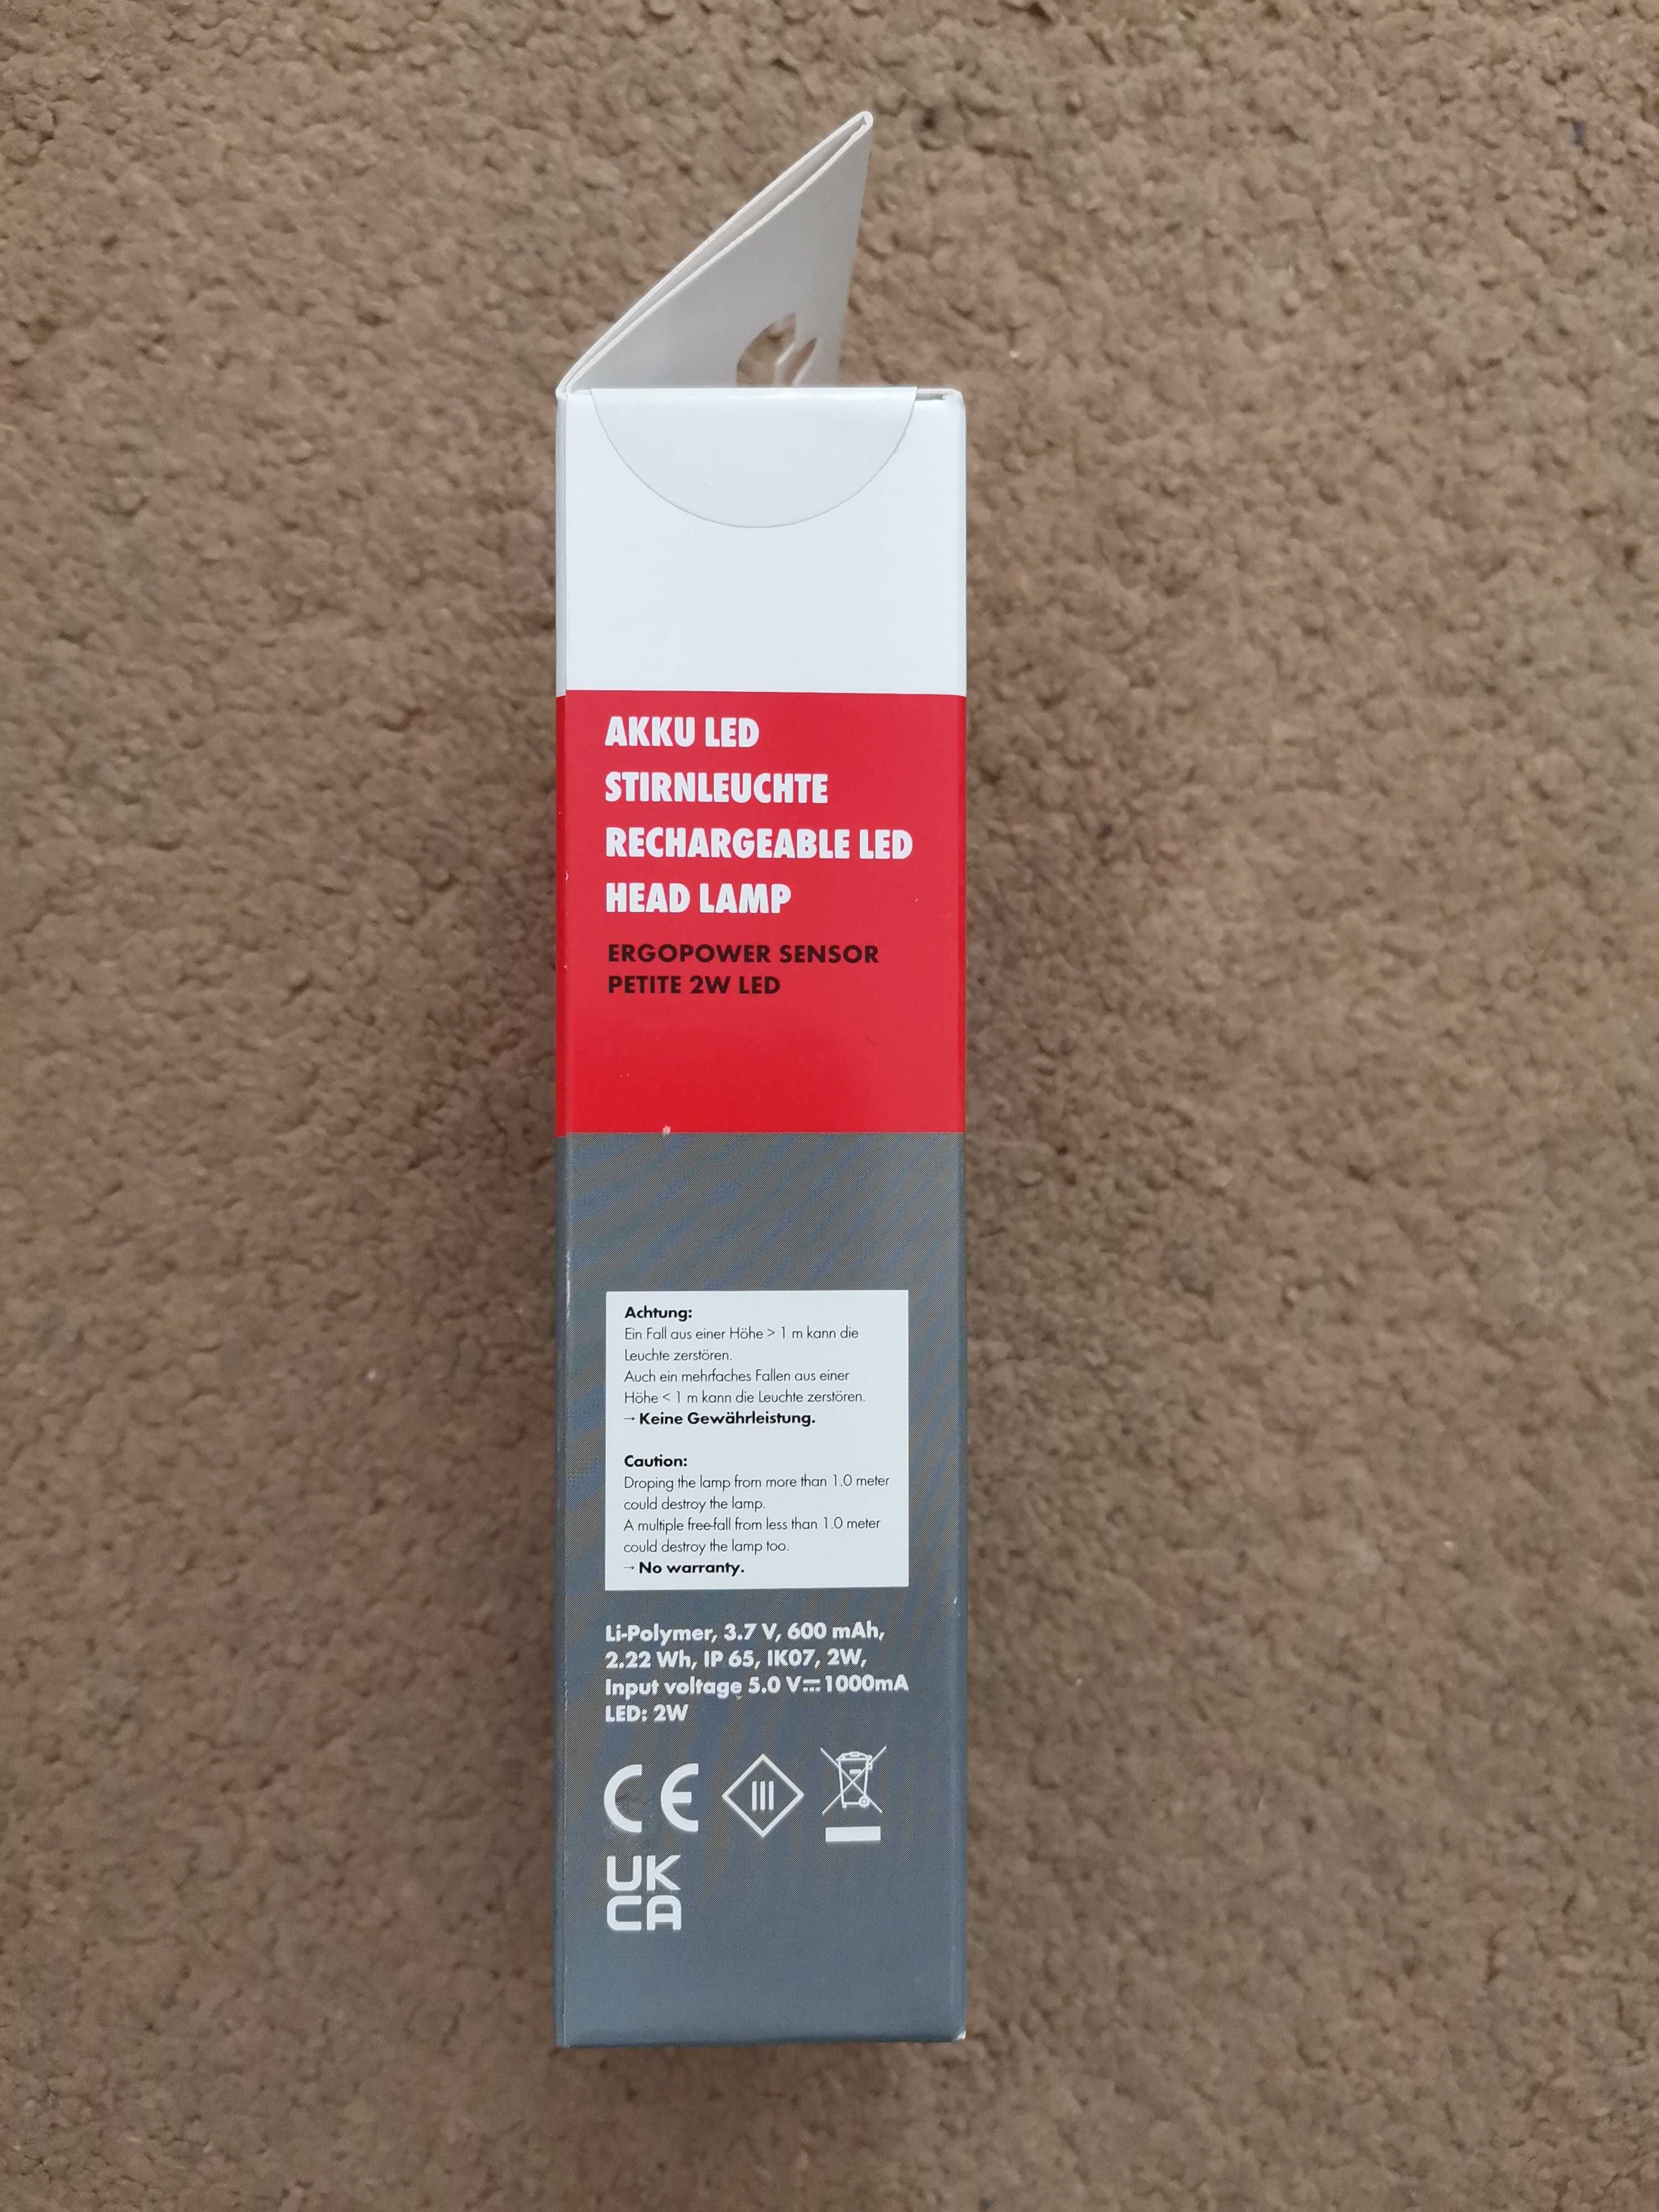 AKKU LED
STIRNLEUCHTE
RECHARGEABLE LED
HEAD LAMP
ERGOPOWER SENSOR
PETITE 2W LED
Achtung:
Ein Fall aus einer Höhe > 1 m kann die
Leuchte zerstören.
Auch ein mehrfaches Fallen aus einer
Höhe < 1 m kann die Leuchte zerstören.
→ Keine Gewährleistung.
Caution:
Droping the lamp from more than 1.0 meter
could destroy the lamp.
A multiple free-fall from less than 1.0 meter
could destroy the lamp too.
→ No warranty.
Li-Polymer, 3.7 V, 600 mAh,
2.22 Wh, IP 65, IK07, 2W,
Input voltage 5.0 V⎓1000mA
LED: 2W
CE III
UK
CA